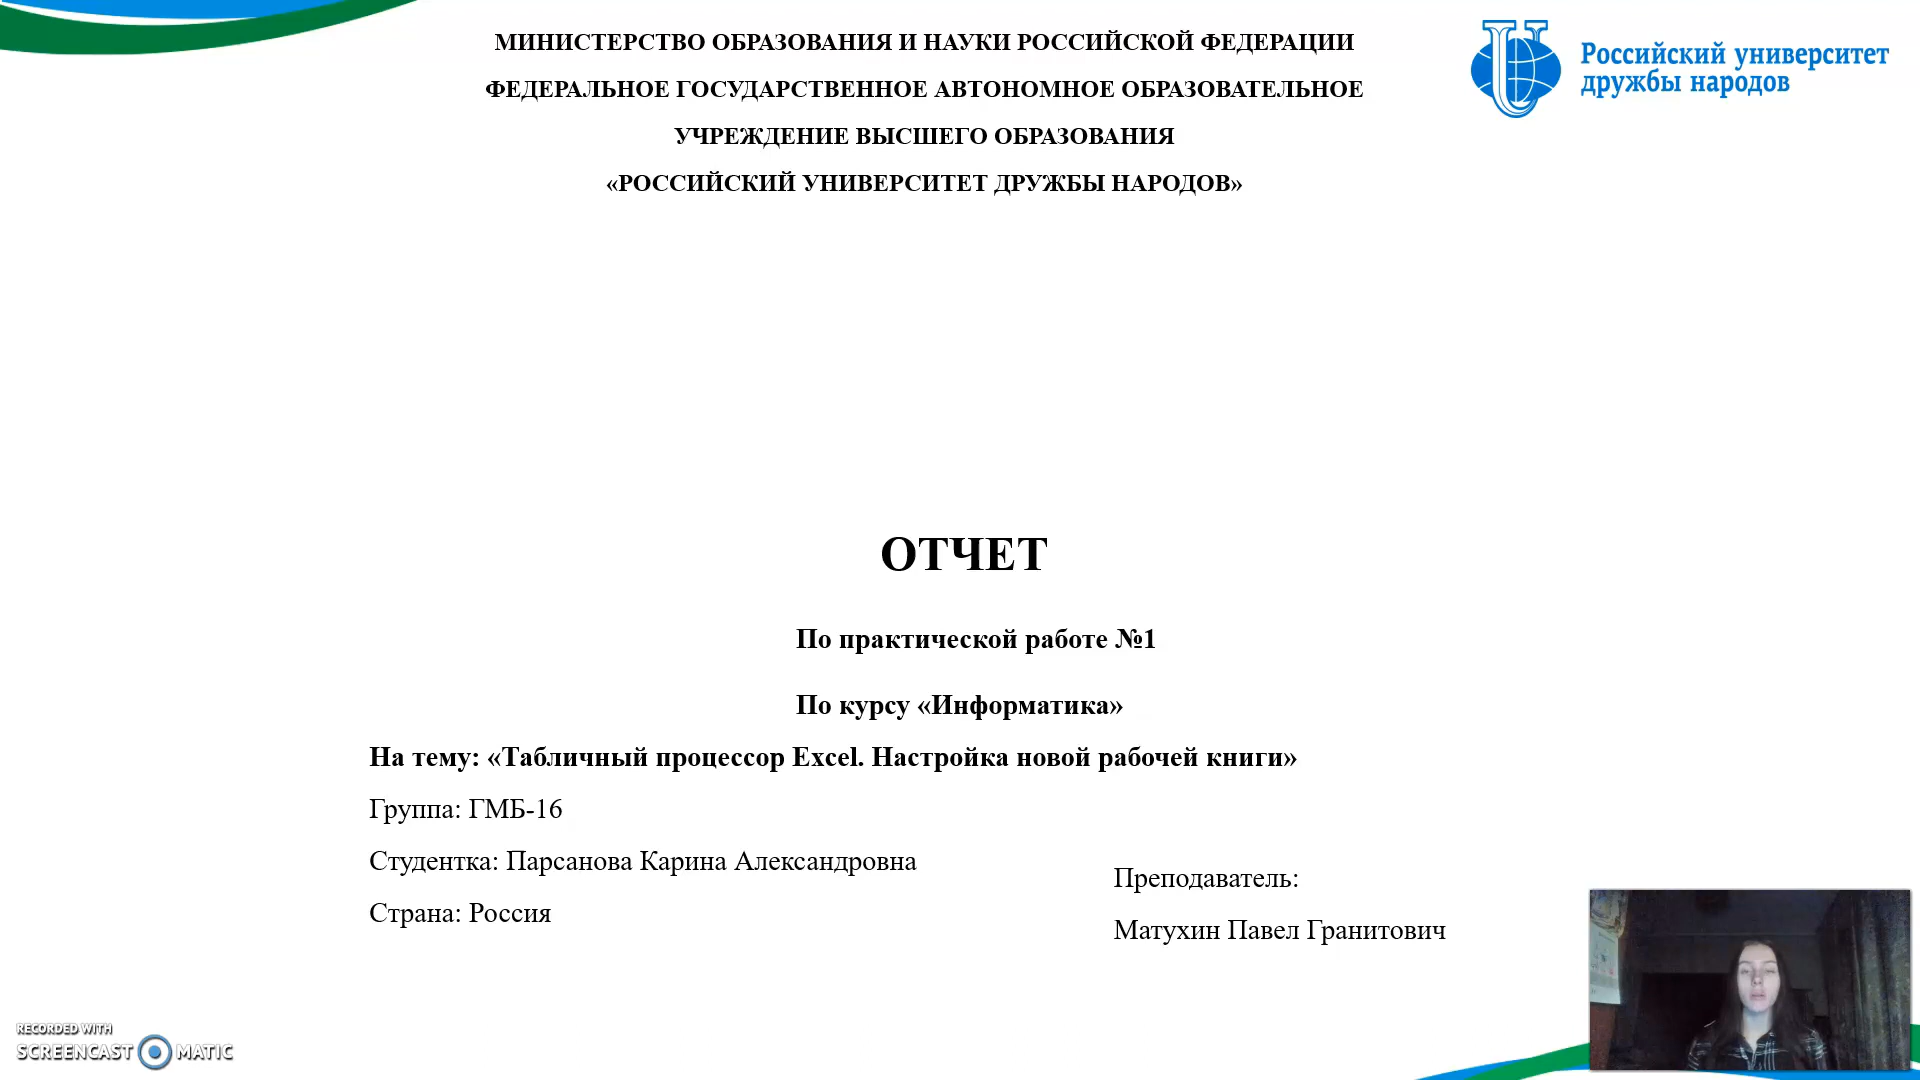 МИНИСТЕРСТВО ОБРАЗОВАНИЯ И НАУКИ РОССИЙСКОЙ ФЕДЕРАЦИИ
ФЕДЕРАЛЬНОЕ ГОСУДАРСТВЕННОЕ АВТОНОМНОЕ ОБРАЗОВАТЕЛЬНОЕ
УЧРЕЖДЕНИЕ ВЫСШЕГО ОБРАЗОВАНИЯ
«РОССИЙСКИЙ УНИВЕРСИТЕТ ДРУЖБЫ НАРОДОВ»
Российский университет
дружбы народов
ОТЧЕТ
По практической работе №1
По курсу «Информатика»
На тему: «Табличный процессор Excel. Настройка новой рабочей книги»
Группа: ГМБ-16
Студентка: Парсанова Карина Александровна
Страна: Россия
Преподаватель:
Матухин Павел Гранитович
RECORDED WITH
SCREENCAST MATIC